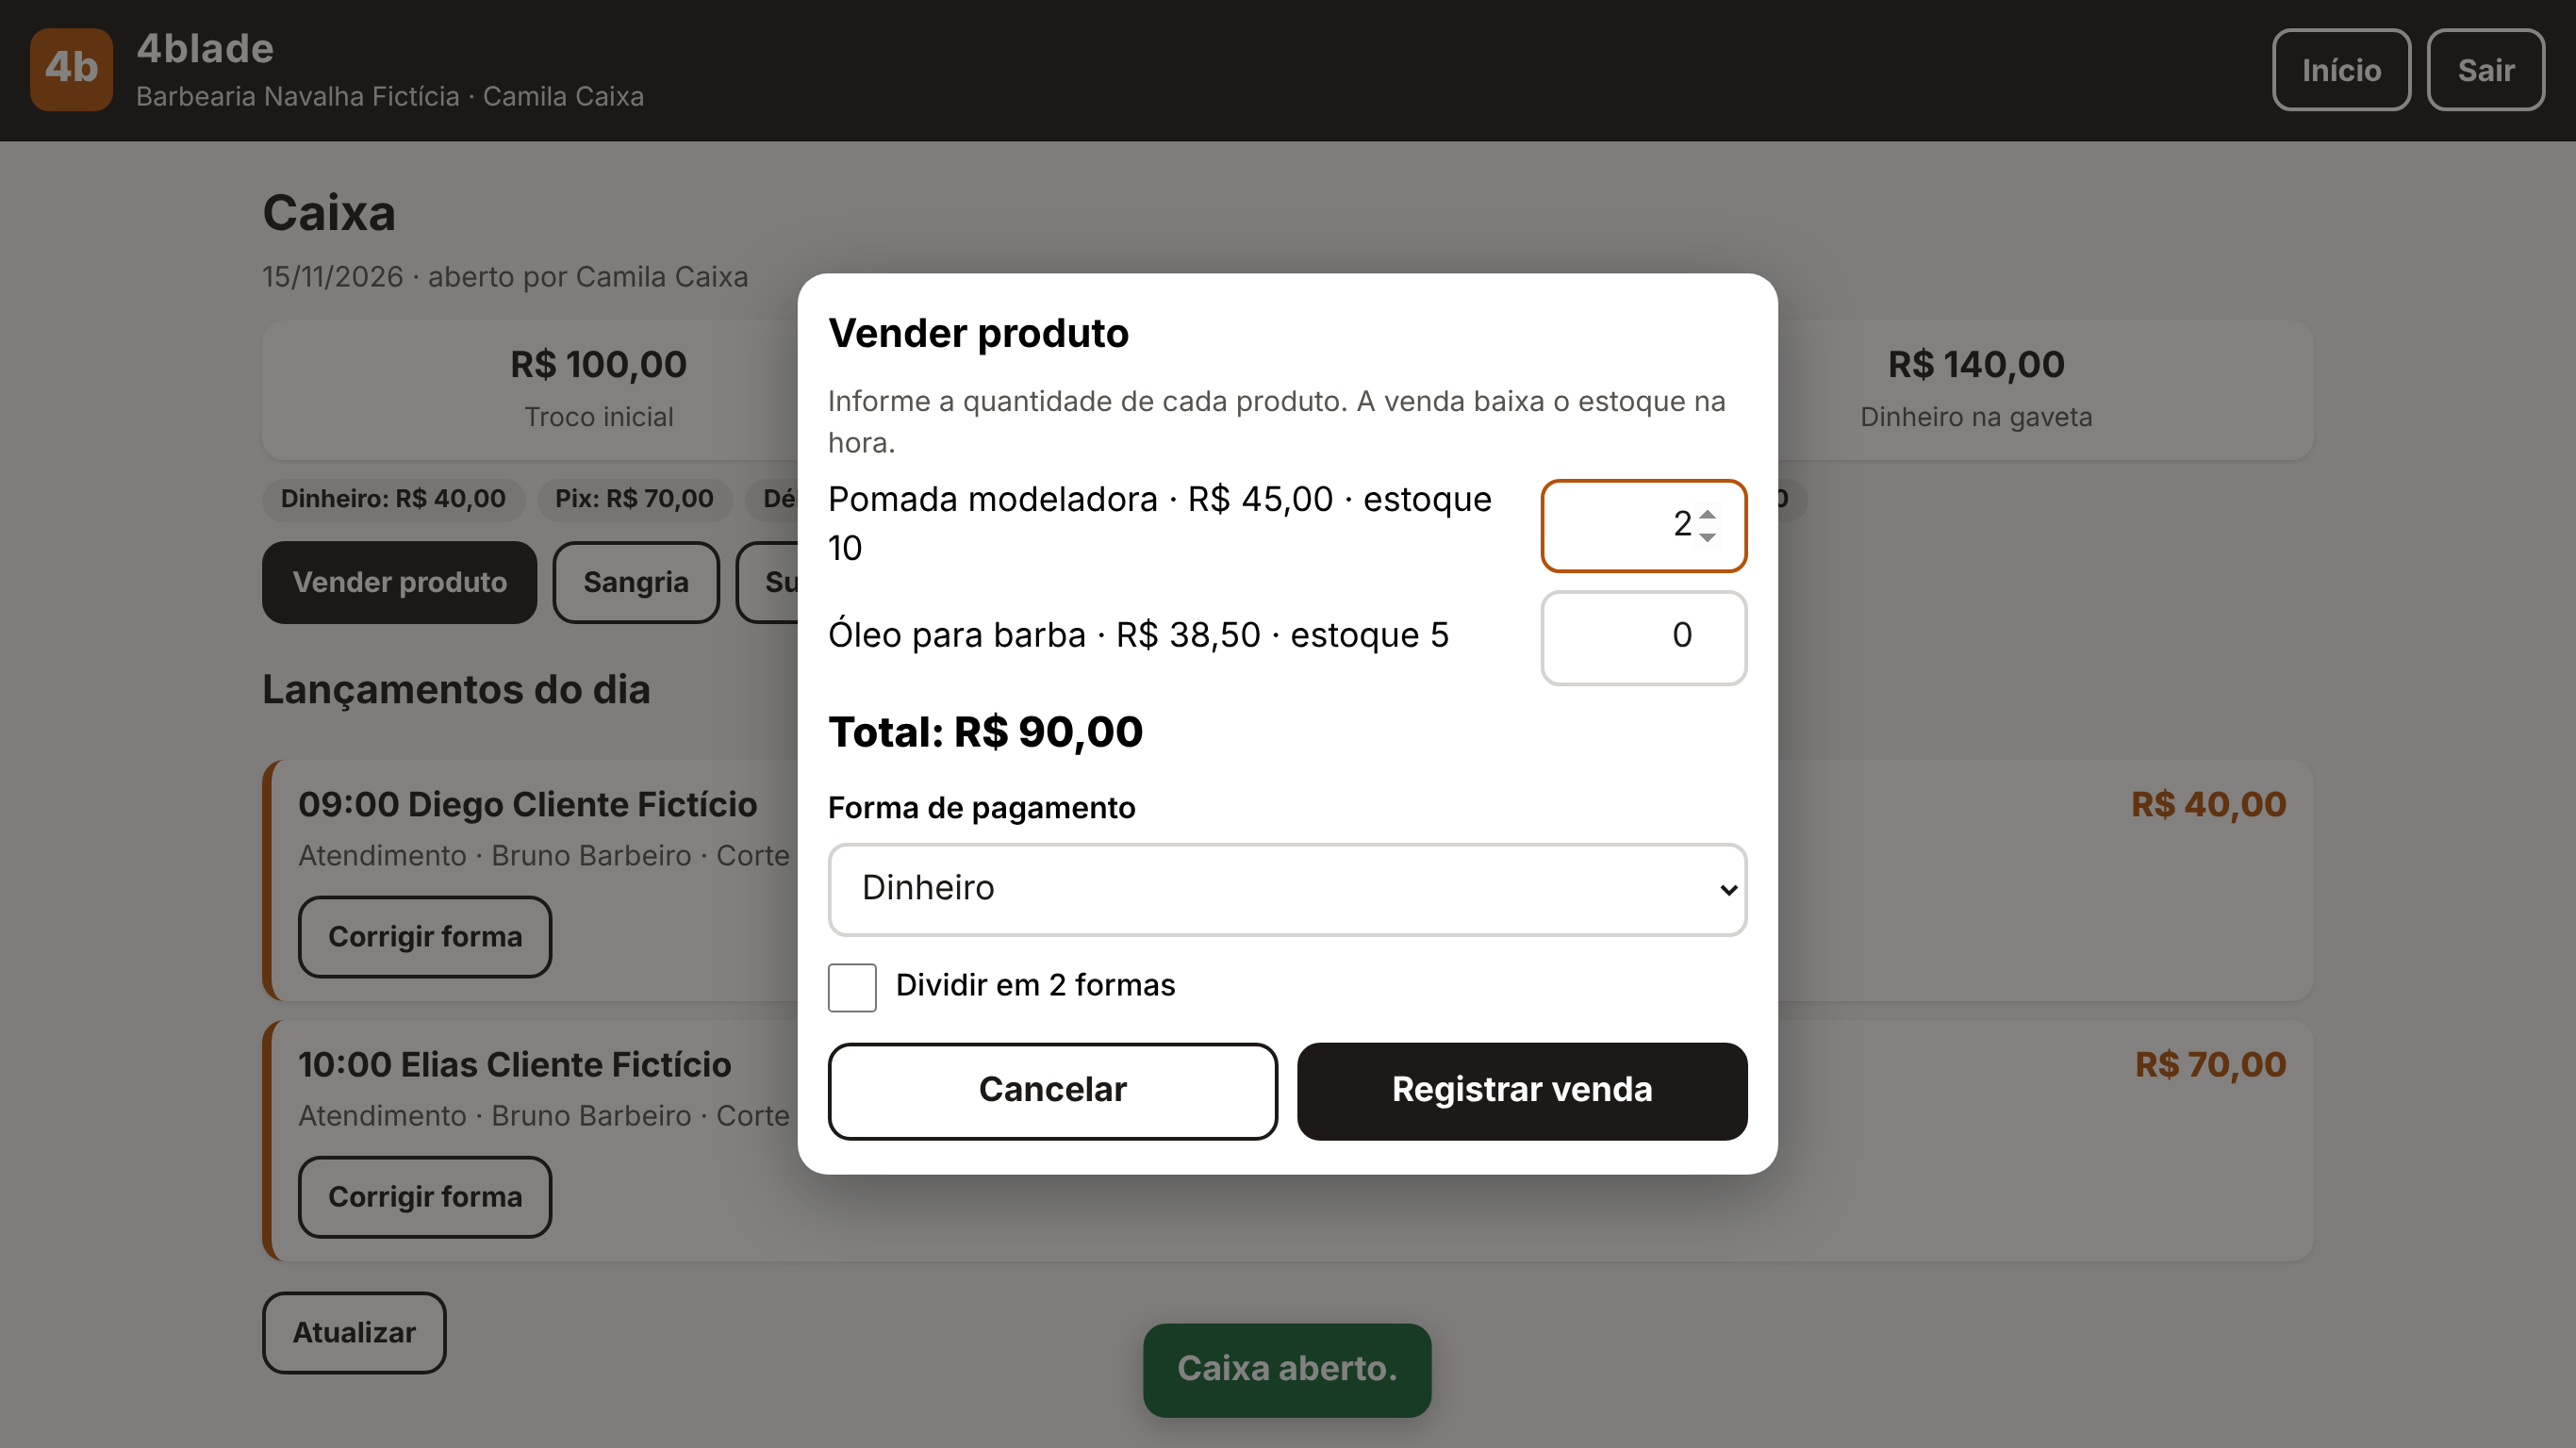 4b
4blade
Barbearia Navalha Fictícia · Camila Caixa
Início
Sair
Caixa
15/11/2026 · aberto por Camila Caixa
R$ 100,00
Troco inicial
R$ 140,00
Dinheiro na gaveta
Dinheiro: R$ 40,00
Pix: R$ 70,00
Vender produto
Sangria
Lançamentos do dia
09:00 Diego Cliente Fictício
R$ 40,00
Atendimento · Bruno Barbeiro · Corte
Corrigir forma
10:00 Elias Cliente Fictício
R$ 70,00
Atendimento · Bruno Barbeiro · Corte
Corrigir forma
Atualizar
Vender produto
Informe a quantidade de cada produto. A venda baixa o estoque na
hora.
Pomada modeladora · R$ 45,00 · estoque
10
2
Óleo para barba · R$ 38,50 · estoque 5
0
Total: R$ 90,00
Forma de pagamento
Dinheiro
Dividir em 2 formas
Cancelar
Registrar venda
Caixa aberto.